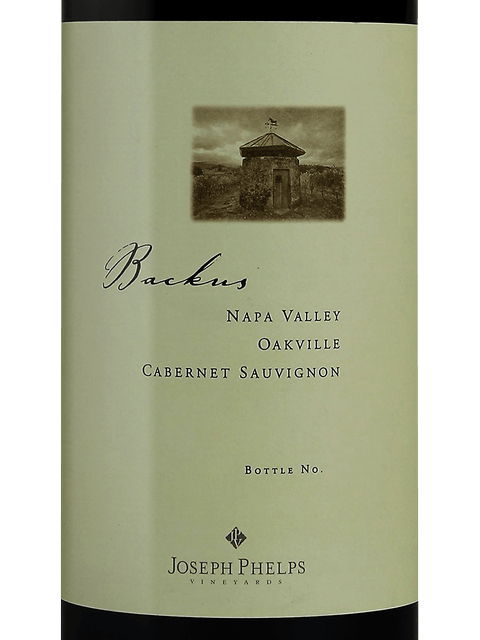 Backus
NAPA VALLEY
OAKVILLE
CABERNET SAUVIGNON
BOTTLE NO.
JOSEPH PHELPS
VINEYARDS